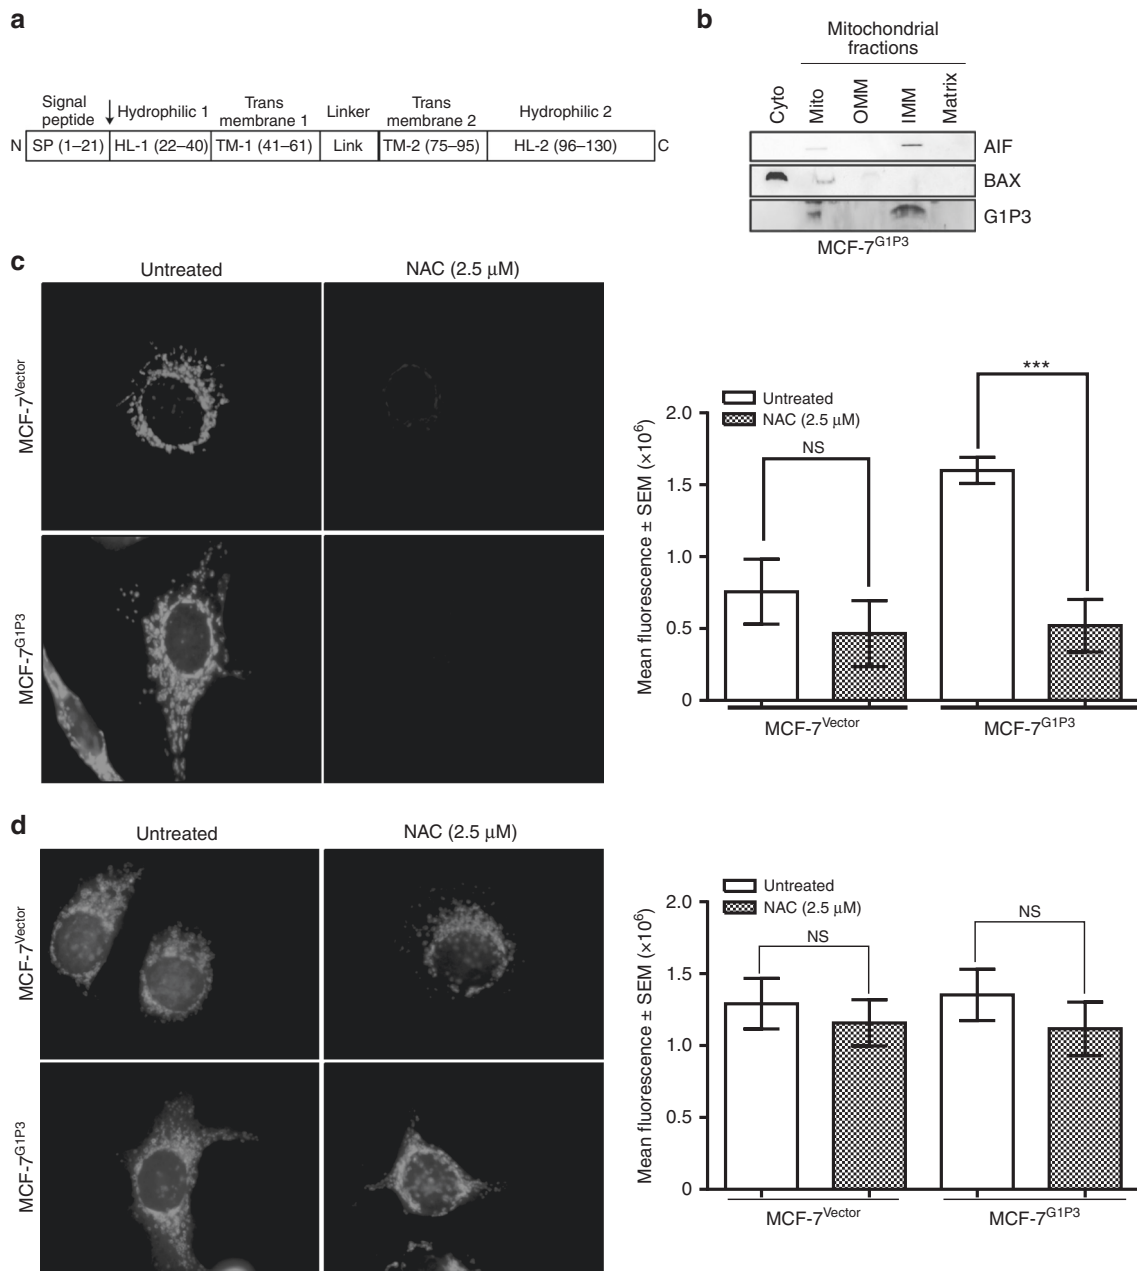 a
Signal
peptide
Hydrophilic 1
Trans
membrane 1
Linker
Trans
membrane 2
Hydrophilic 2
N
SP (1–21)
HL-1 (22–40)
TM-1 (41–61)
Link
TM-2 (75–95)
HL-2 (96–130)
C
b
Mitochondrial
fractions
Cyto
Mito
OMM
IMM
Matrix
AIF
BAX
G1P3
MCF-7G1P3
c
Untreated
NAC (2.5 μM)
MCF-7Vector
MCF-7G1P3
Mean fluorescence ± SEM (×10⁶)
2.0
1.5
1.0
0.5
0
Untreated
NAC (2.5 μM)
NS
***
MCF-7Vector
MCF-7G1P3
d
Untreated
NAC (2.5 μM)
MCF-7Vector
MCF-7G1P3
Mean fluorescence ± SEM (×10⁶)
2.0
1.5
1.0
0.5
0
Untreated
NAC (2.5 μM)
NS
NS
MCF-7Vector
MCF-7G1P3